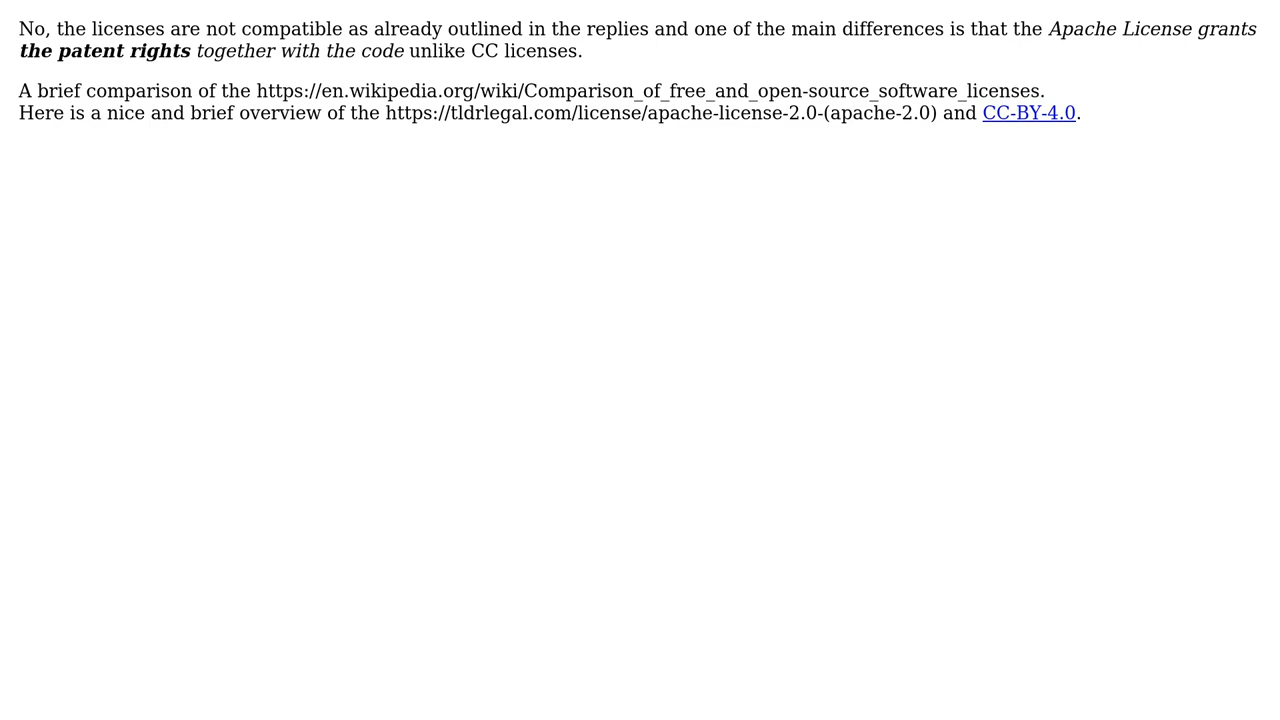 No, the licenses are not compatible as already outlined in the replies and one of the main differences is that the Apache License grants
the patent rights together with the code unlike CC licenses.
A brief comparison of the https://en.wikipedia.org/wiki/Comparison_of_free_and_open-source_software_licenses.
Here is a nice and brief overview of the https://tldrlegal.com/license/apache-license-2.0-(apache-2.0) and CC-BY-4.0.